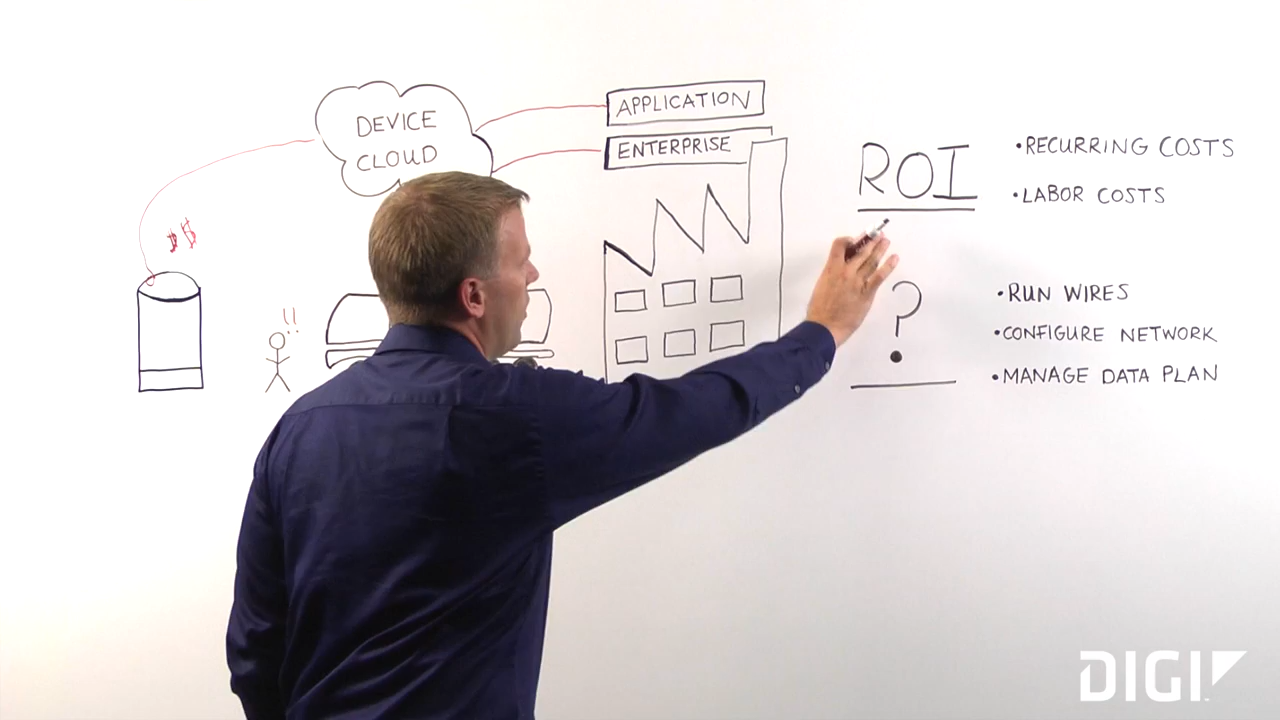 DEVICE
CLOUD
APPLICATION
ENTERPRISE
$$
!!
ROI
• RECURRING COSTS
• LABOR COSTS
?
• RUN WIRES
• CONFIGURE NETWORK
• MANAGE DATA PLAN
DIGI